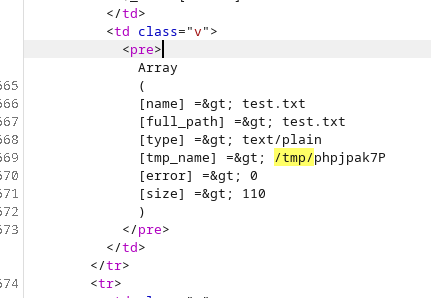 </td>
<td class="v">
<pre>
Array
665 (
666 [name] =&gt; test.txt
667 [full_path] =&gt; test.txt
668 [type] =&gt; text/plain
669 [tmp_name] =&gt; /tmp/phpjpak7P
670 [error] =&gt; 0
671 [size] =&gt; 110
672 )
673 </pre>
</td>
</tr>
674 <tr>